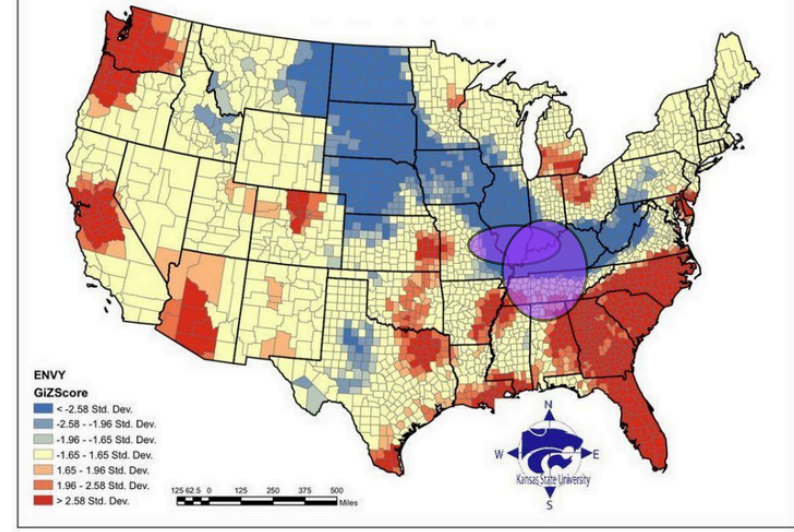 ENVY
GiZScore
< -2.58 Std. Dev.
-2.58 - -1.96 Std. Dev.
-1.96 - -1.65 Std. Dev.
-1.65 - 1.65 Std. Dev.
1.65 - 1.96 Std. Dev.
1.96 - 2.58 Std. Dev.
> 2.58 Std. Dev.
125 62.5 0 125 250 375 500
Miles
N
W E
Kansas State University
S